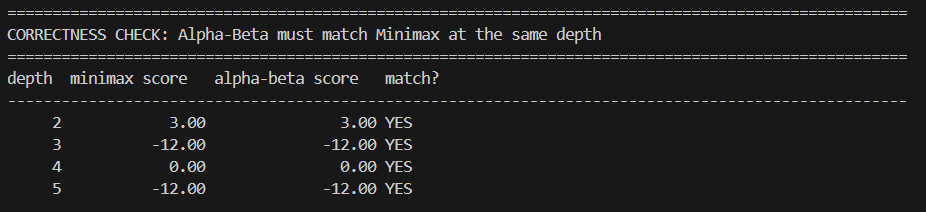 ==========================================================================================
CORRECTNESS CHECK: Alpha-Beta must match Minimax at the same depth
==========================================================================================
depth  minimax score   alpha-beta score   match?
------------------------------------------------------------------------------------------
     2            3.00               3.00 YES
     3          -12.00             -12.00 YES
     4            0.00               0.00 YES
     5          -12.00             -12.00 YES